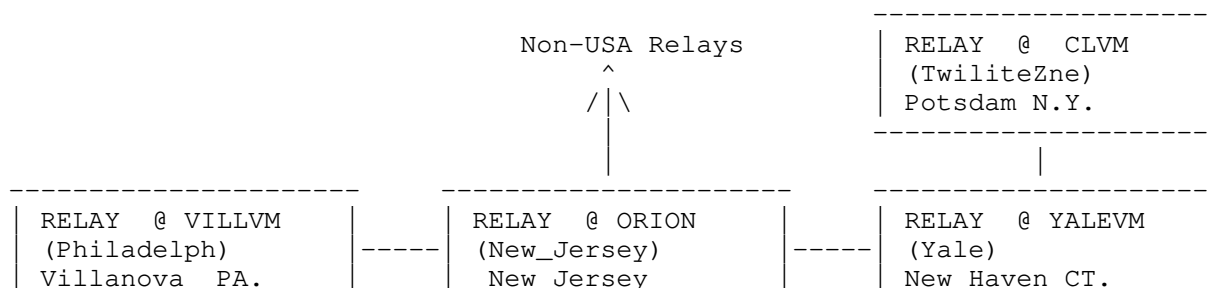 Non-USA Relays
RELAY @ CLVM
(TwiliteZne)
Potsdam N.Y.
RELAY @ VILLVM
(Philadelph)
Villanova PA.
RELAY @ ORION
(New_Jersey)
New Jersey
RELAY @ YALEVM
(Yale)
New Haven CT.